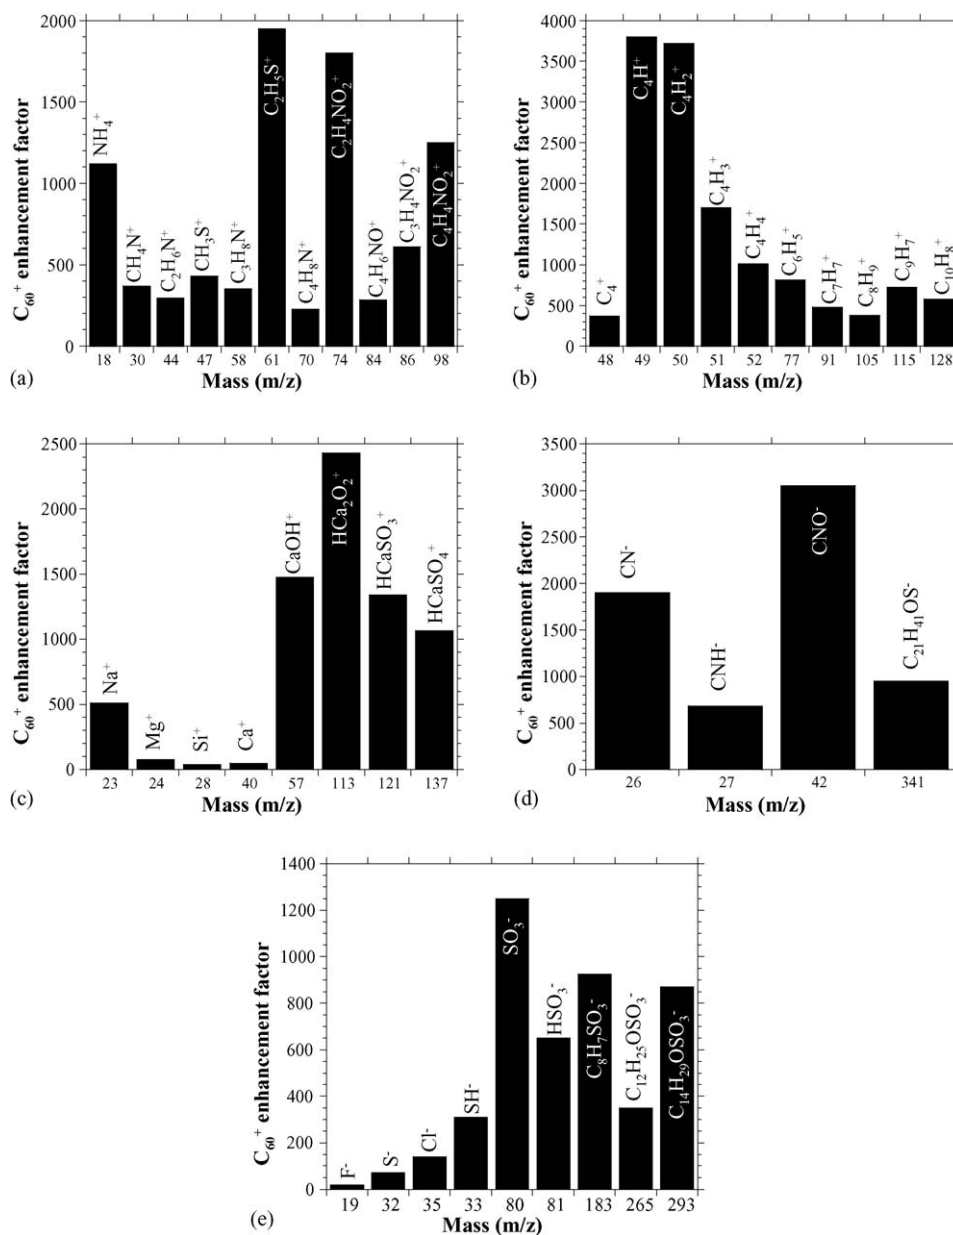 2000
1500
1000
500
0
C₆₀⁺ enhancement factor
NH₄⁺
CH₄N⁺
C₂H₆N⁺
CH₃S⁺
C₃H₈N⁺
C₂H₅S⁺
C₄H₈N⁺
C₂H₄NO₂⁺
C₄H₆NO⁺
C₃H₄NO₂⁺
C₄H₄NO₂⁺
18 30 44 47 58 61 70 74 84 86 98
(a) Mass (m/z)
4000
3500
3000
2500
2000
1500
1000
500
0
C₆₀⁺ enhancement factor
C₄⁺
C₄H⁺
C₄H₂⁺
C₄H₃⁺
C₄H₄⁺
C₆H₅⁺
C₇H₇⁺
C₈H₉⁺
C₉H₇⁺
C₁₀H₈⁺
48 49 50 51 52 77 91 105 115 128
(b) Mass (m/z)
2500
2000
1500
1000
500
0
C₆₀⁺ enhancement factor
Na⁺
Mg⁺
Si⁺
Ca⁺
CaOH⁺
HCa₂O₂⁺
HCaSO₃⁺
HCaSO₄⁺
23 24 28 40 57 113 121 137
(c) Mass (m/z)
3500
3000
2500
2000
1500
1000
500
0
C₆₀⁺ enhancement factor
CN⁻
CNH⁻
CNO⁻
C₂₁H₄₁OS⁻
26 27 42 341
(d) Mass (m/z)
1400
1200
1000
800
600
400
200
0
C₆₀⁺ enhancement factor
F⁻
S⁻
Cl⁻
SH⁻
SO₃⁻
HSO₃⁻
C₈H₇SO₃⁻
C₁₂H₂₅OSO₃⁻
C₁₄H₂₉OSO₃⁻
19 32 35 33 80 81 183 265 293
(e) Mass (m/z)